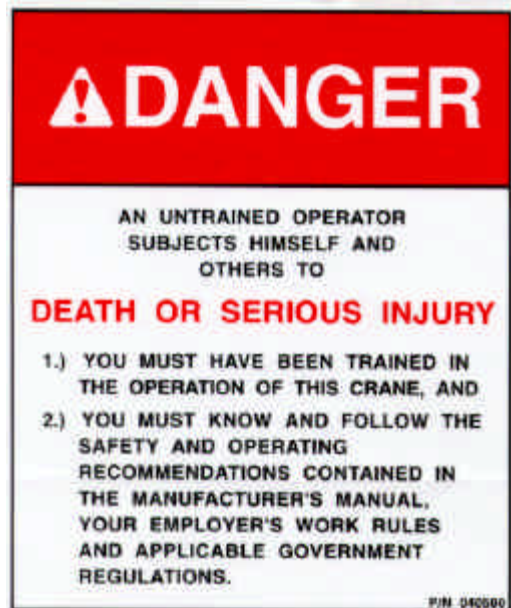 DANGER
AN UNTRAINED OPERATOR
SUBJECTS HIMSELF AND
OTHERS TO
DEATH OR SERIOUS INJURY
1.) YOU MUST HAVE BEEN TRAINED IN
THE OPERATION OF THIS CRANE, AND
2.) YOU MUST KNOW AND FOLLOW THE
SAFETY AND OPERATING
RECOMMENDATIONS CONTAINED IN
THE MANUFACTURER'S MANUAL,
YOUR EMPLOYER'S WORK RULES
AND APPLICABLE GOVERNMENT
REGULATIONS.
P/N